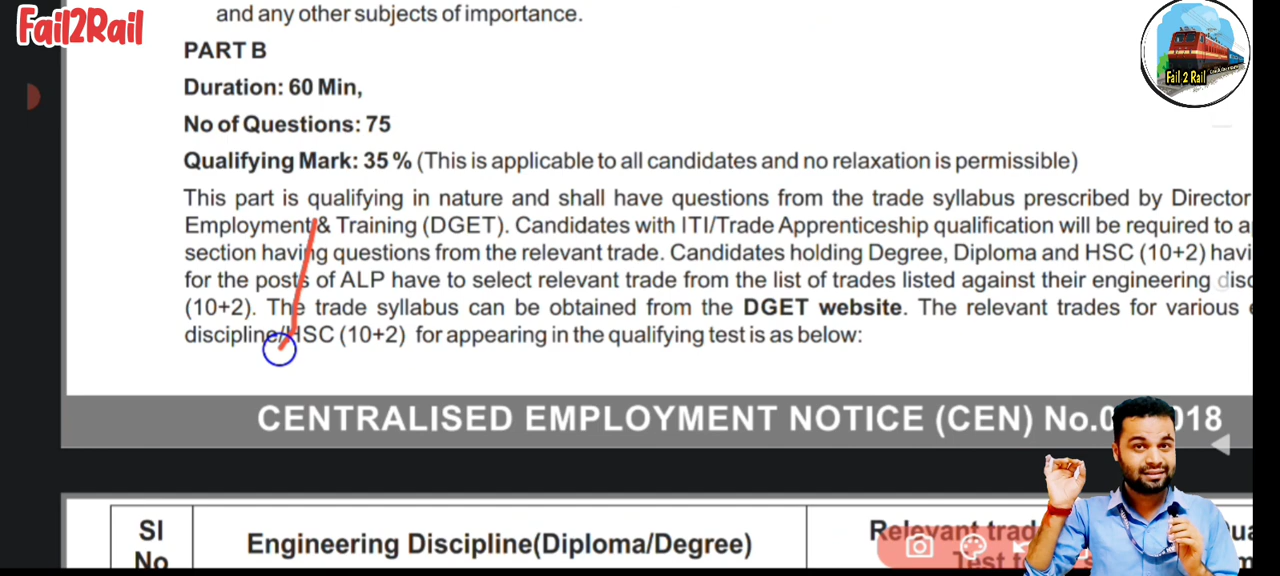 Fail2Rail
and any other subjects of importance.
PART B
Duration: 60 Min,
No of Questions: 75
Qualifying Mark: 35 % (This is applicable to all candidates and no relaxation is permissible)
This part is qualifying in nature and shall have questions from the trade syllabus prescribed by Director
Employment & Training (DGET). Candidates with ITI/Trade Apprenticeship qualification will be required to
section having questions from the relevant trade. Candidates holding Degree, Diploma and HSC (10+2)
for the posts of ALP have to select relevant trade from the list of trades listed against their engineering
(10+2). The trade syllabus can be obtained from the DGET website. The relevant trades for various
discipline/HSC (10+2) for appearing in the qualifying test is as below:
CENTRALISED EMPLOYMENT NOTICE (CEN) No.
Sl
No
Engineering Discipline(Diploma/Degree)
Relevant
Fail 2 Rail